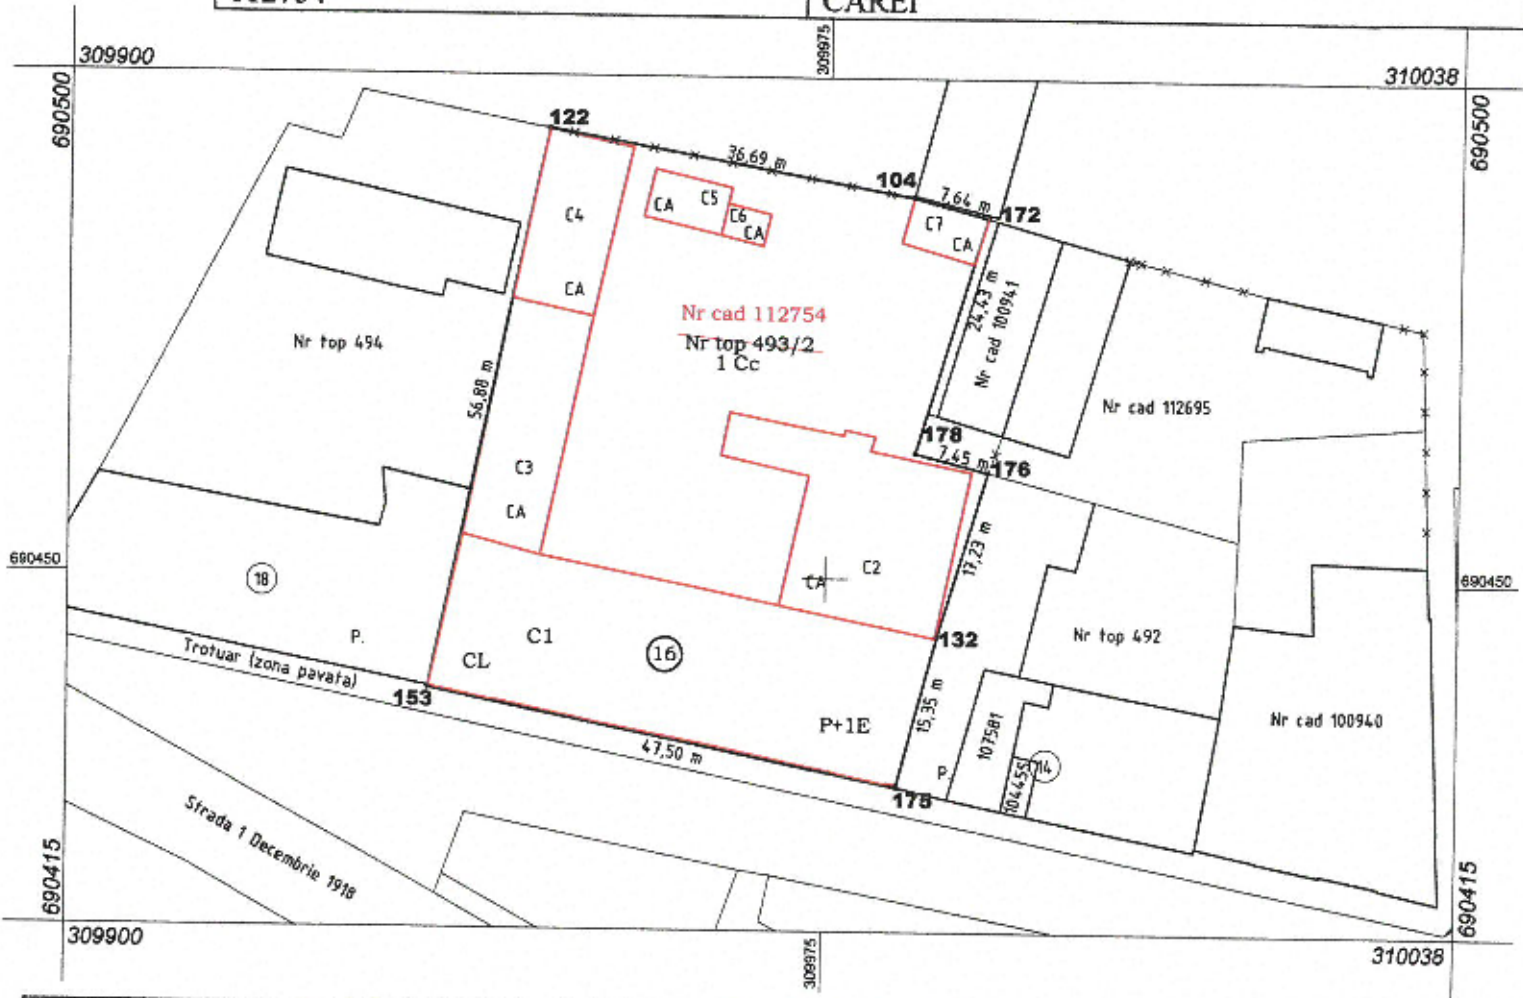 CAREI
309975
309900
310038
690500
690500
122
36,69 m
104
7,64 m
172
C5
CA
C6
CA
C4
C7
CA
CA
24,43 m
Nr cad 100941
Nr cad 112754
Nr top 493/2
1 Cc
Nr top 494
56,88 m
Nr cad 112695
178
7,45 m
176
C3
CA
17,23 m
690450
18
CA
C2
690450
C1
16
132
Nr top 492
P.
CL
Trotuar (zona pavata)
153
15,35 m
P+1E
107581
Nr cad 100940
47,50 m
P.
14
104455
175
Strada 1 Decembrie 1918
690415
690415
309900
309975
310038